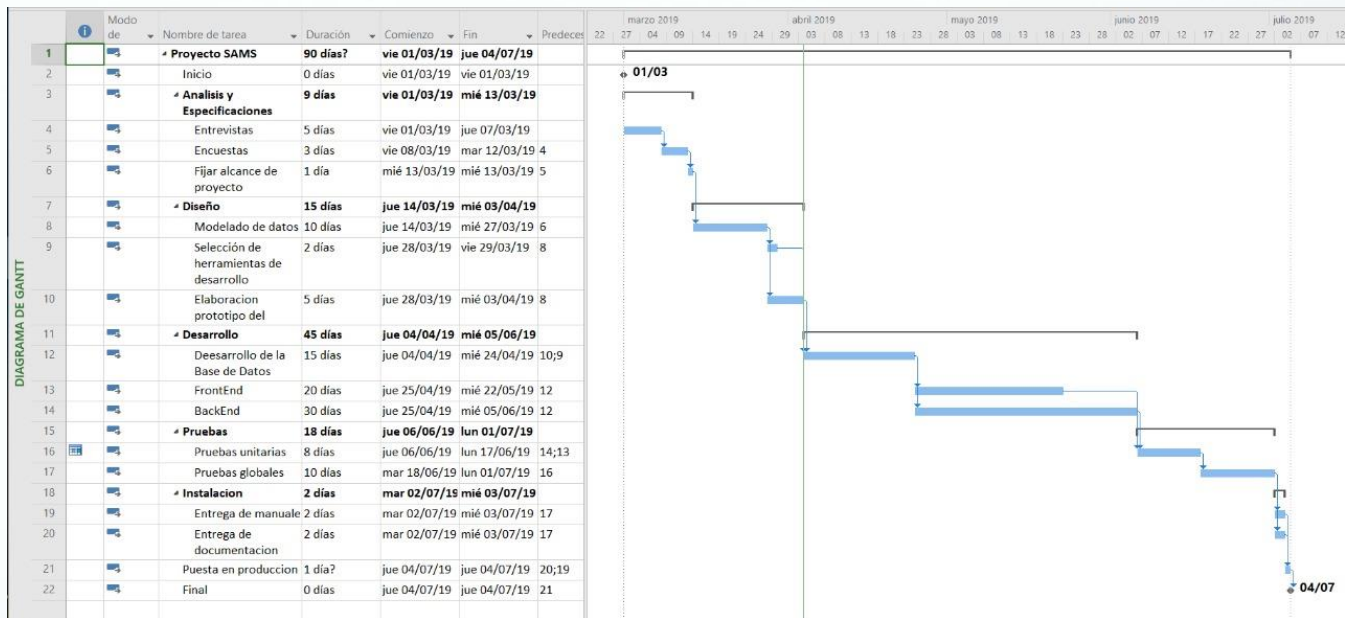 Modo de
Nombre de tarea
Duración
Comienzo
Fin
Predeces
marzo 2019
abril 2019
mayo 2019
junio 2019
julio 2019
22 27 04 09 14 19 24 29 03 08 13 18 23 28 03 08 13 18 23 28 02 07 12 17 22 27 02 07 12
DIAGRAMA DE GANTT
1 Proyecto SAMS 90 días? vie 01/03/19 jue 04/07/19
2 Inicio 0 días vie 01/03/19 vie 01/03/19
01/03
3 Analisis y 9 días vie 01/03/19 mié 13/03/19
Especificaciones
4 Entrevistas 5 días vie 01/03/19 jue 07/03/19
5 Encuestas 3 días vie 08/03/19 mar 12/03/19 4
6 Fijar alcance de 1 día mié 13/03/19 mié 13/03/19 5
proyecto
7 Diseño 15 días jue 14/03/19 mié 03/04/19
8 Modelado de datos 10 días jue 14/03/19 mié 27/03/19 6
9 Selección de 2 días jue 28/03/19 vie 29/03/19 8
herramientas de
desarrollo
10 Elaboracion 5 días jue 28/03/19 mié 03/04/19 8
prototipo del
11 Desarrollo 45 días jue 04/04/19 mié 05/06/19
12 Deesarrollo de la 15 días jue 04/04/19 mié 24/04/19 10;9
Base de Datos
13 FrontEnd 20 días jue 25/04/19 mié 22/05/19 12
14 BackEnd 30 días jue 25/04/19 mié 05/06/19 12
15 Pruebas 18 días jue 06/06/19 lun 01/07/19
16 Pruebas unitarias 8 días jue 06/06/19 lun 17/06/19 14;13
17 Pruebas globales 10 días mar 18/06/19 lun 01/07/19 16
18 Instalacion 2 días mar 02/07/19 mié 03/07/19
19 Entrega de manuale 2 días mar 02/07/19 mié 03/07/19 17
20 Entrega de 2 días mar 02/07/19 mié 03/07/19 17
documentacion
21 Puesta en produccion 1 día? jue 04/07/19 jue 04/07/19 20;19
22 Final 0 días jue 04/07/19 jue 04/07/19 21
04/07